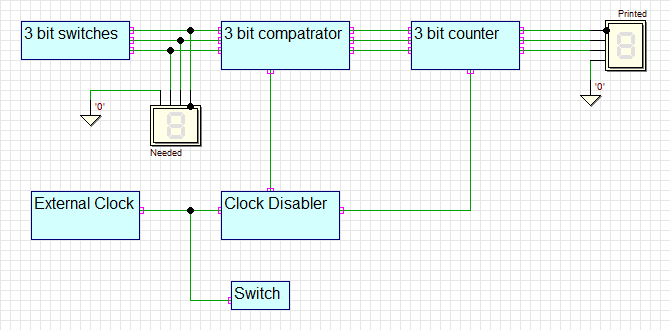 Printed
3 bit switches
3 bit compatrator
3 bit counter
'0'
'0'
Needed
External Clock
Clock Disabler
Switch